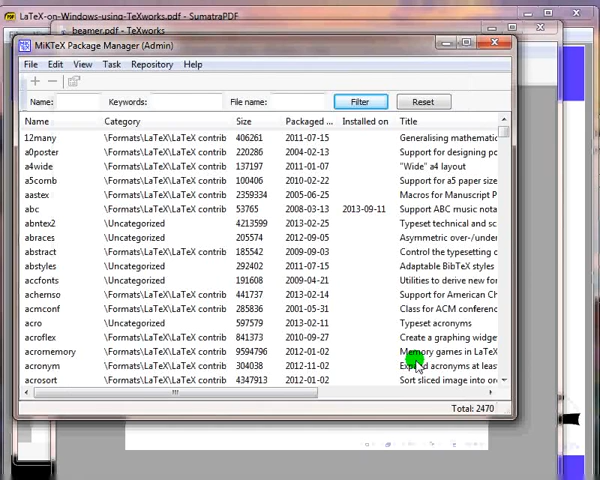 LaTeX-on-Windows-using-TeXworks.pdf - SumatraPDF
beamer.pdf - TeXworks
MiKTeX Package Manager (Admin)
File Edit View Task Repository Help
Name: Keywords: File name: Filter Reset
Name Category Size Packaged ... Installed on Title
12many \Formats\LaTeX\LaTeX contrib 406261 2011-07-15 Generalising mathematic
a0poster \Formats\LaTeX\LaTeX contrib 220286 2004-02-13 Support for designing po
a4wide \Formats\LaTeX\LaTeX contrib 137197 2011-01-07 "Wide" a4 layout
a5comb \Formats\LaTeX\LaTeX contrib 100406 2010-02-22 Support for a5 paper size
aastex \Formats\LaTeX\LaTeX contrib 2359334 2005-06-25 Macros for Manuscript P
abc \Formats\LaTeX\LaTeX contrib 53765 2008-03-13 2013-09-11 Support ABC music nota
abntex2 \Uncategorized 4213599 2013-02-25 Typeset technical and sc
abraces \Uncategorized 205574 2012-09-05 Asymmetric over-/under
abstract \Formats\LaTeX\LaTeX contrib 185542 2009-09-03 Control the typesetting o
abstyles \Uncategorized 292402 2011-07-15 Adaptable BibTeX styles
accfonts \Uncategorized 191608 2009-04-21 Utilities to derive new for
achemso \Formats\LaTeX\LaTeX contrib 441737 2013-02-14 Support for American Ch
acmconf \Formats\LaTeX\LaTeX contrib 285836 2001-05-31 Class for ACM conferenc
acro \Uncategorized 597579 2013-02-11 Typeset acronyms
acroflex \Formats\LaTeX\LaTeX contrib 841373 2010-09-27 Create a graphing widge
acromemory \Formats\LaTeX\LaTeX contrib 9594796 2012-01-02 Memory games in LaTeX
acronym \Formats\LaTeX\LaTeX contrib 304038 2012-11-02 Expand acronyms at leas
acrosort \Formats\LaTeX\LaTeX contrib 4347913 2012-01-02 Sort sliced image into or
Total: 2470